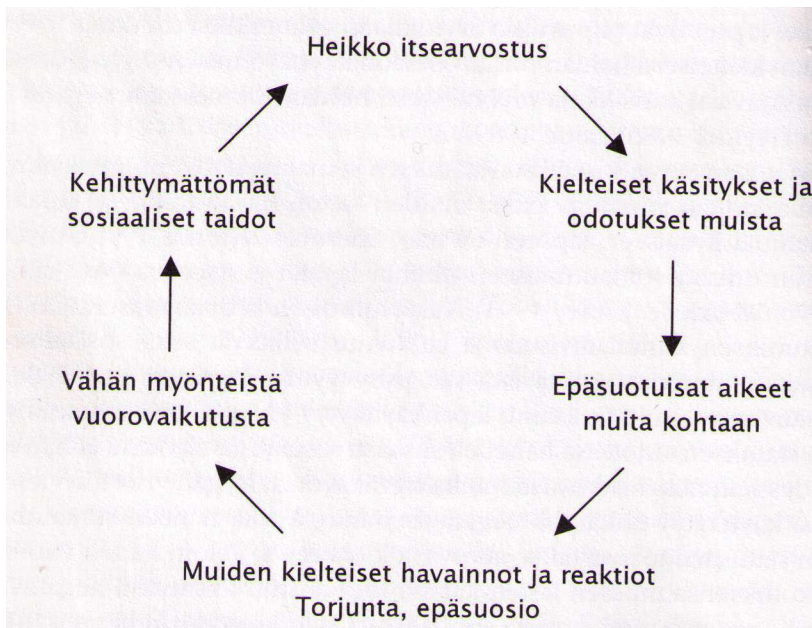 Heikko itsearvostus
Kehittymättömät
sosiaaliset taidot
Kielteiset käsitykset ja
odotukset muista
Vähän myönteistä
vuorovaikutusta
Epäsuotuisat aikeet
muita kohtaan
Muiden kielteiset havainnot ja reaktiot
Torjunta, epäsuosio